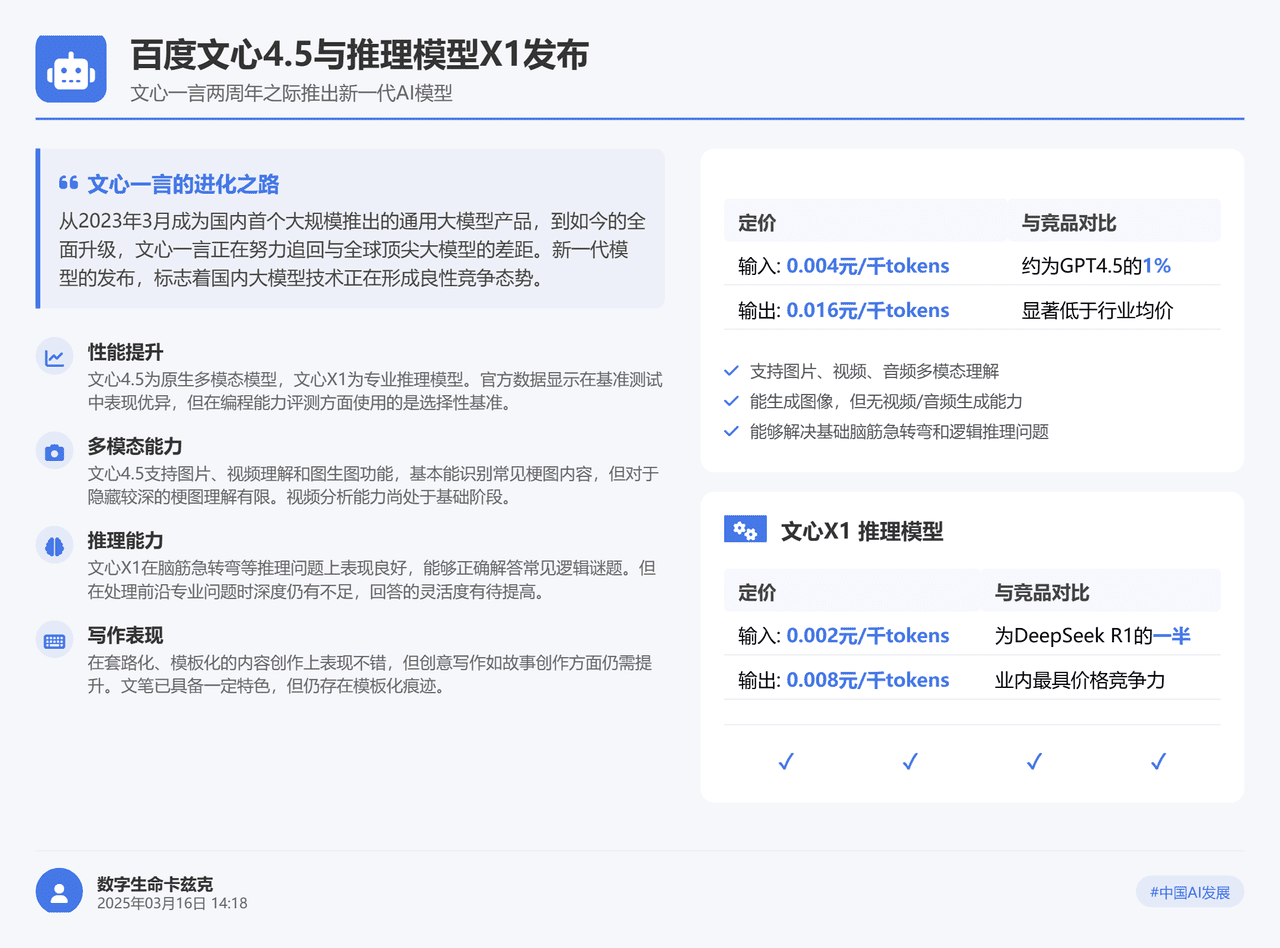 百度文心4.5与推理模型X1发布
文心一言两周年之际推出新一代AI模型
文心一言的进化之路
从2023年3月成为国内首个大规模推出的通用大模型产品，到如今的全
面升级，文心一言正在努力追回与全球顶尖大模型的差距。新一代模
型的发布，标志着国内大模型技术正在形成良性竞争态势。
性能提升
文心4.5为原生多模态模型，文心X1为专业推理模型。官方数据显示在基准测试
中表现优异，但在编程能力评测方面使用的是选择性基准。
多模态能力
文心4.5支持图片、视频理解和图生图功能，基本能识别常见梗图内容，但对于
隐藏较深的梗图理解有限。视频分析能力尚处于基础阶段。
推理能力
文心X1在脑筋急转弯等推理问题上表现良好，能够正确解答常见逻辑谜题。但
在处理前沿专业问题时深度仍有不足，回答的灵活度有待提高。
写作表现
在套路化、模板化的内容创作上表现不错，但创意写作如故事创作方面仍需提
升。文笔已具备一定特色，但仍存在模板化痕迹。
定价 与竞品对比
输入: 0.004元/千tokens 约为GPT4.5的1%
输出: 0.016元/千tokens 显著低于行业均价
支持图片、视频、音频多模态理解
能生成图像，但无视频/音频生成能力
能够解决基础脑筋急转弯和逻辑推理问题
文心X1 推理模型
定价 与竞品对比
输入: 0.002元/千tokens 为DeepSeek R1的一半
输出: 0.008元/千tokens 业内最具价格竞争力
数字生命卡兹克
2025年03月16日 14:18
#中国AI发展